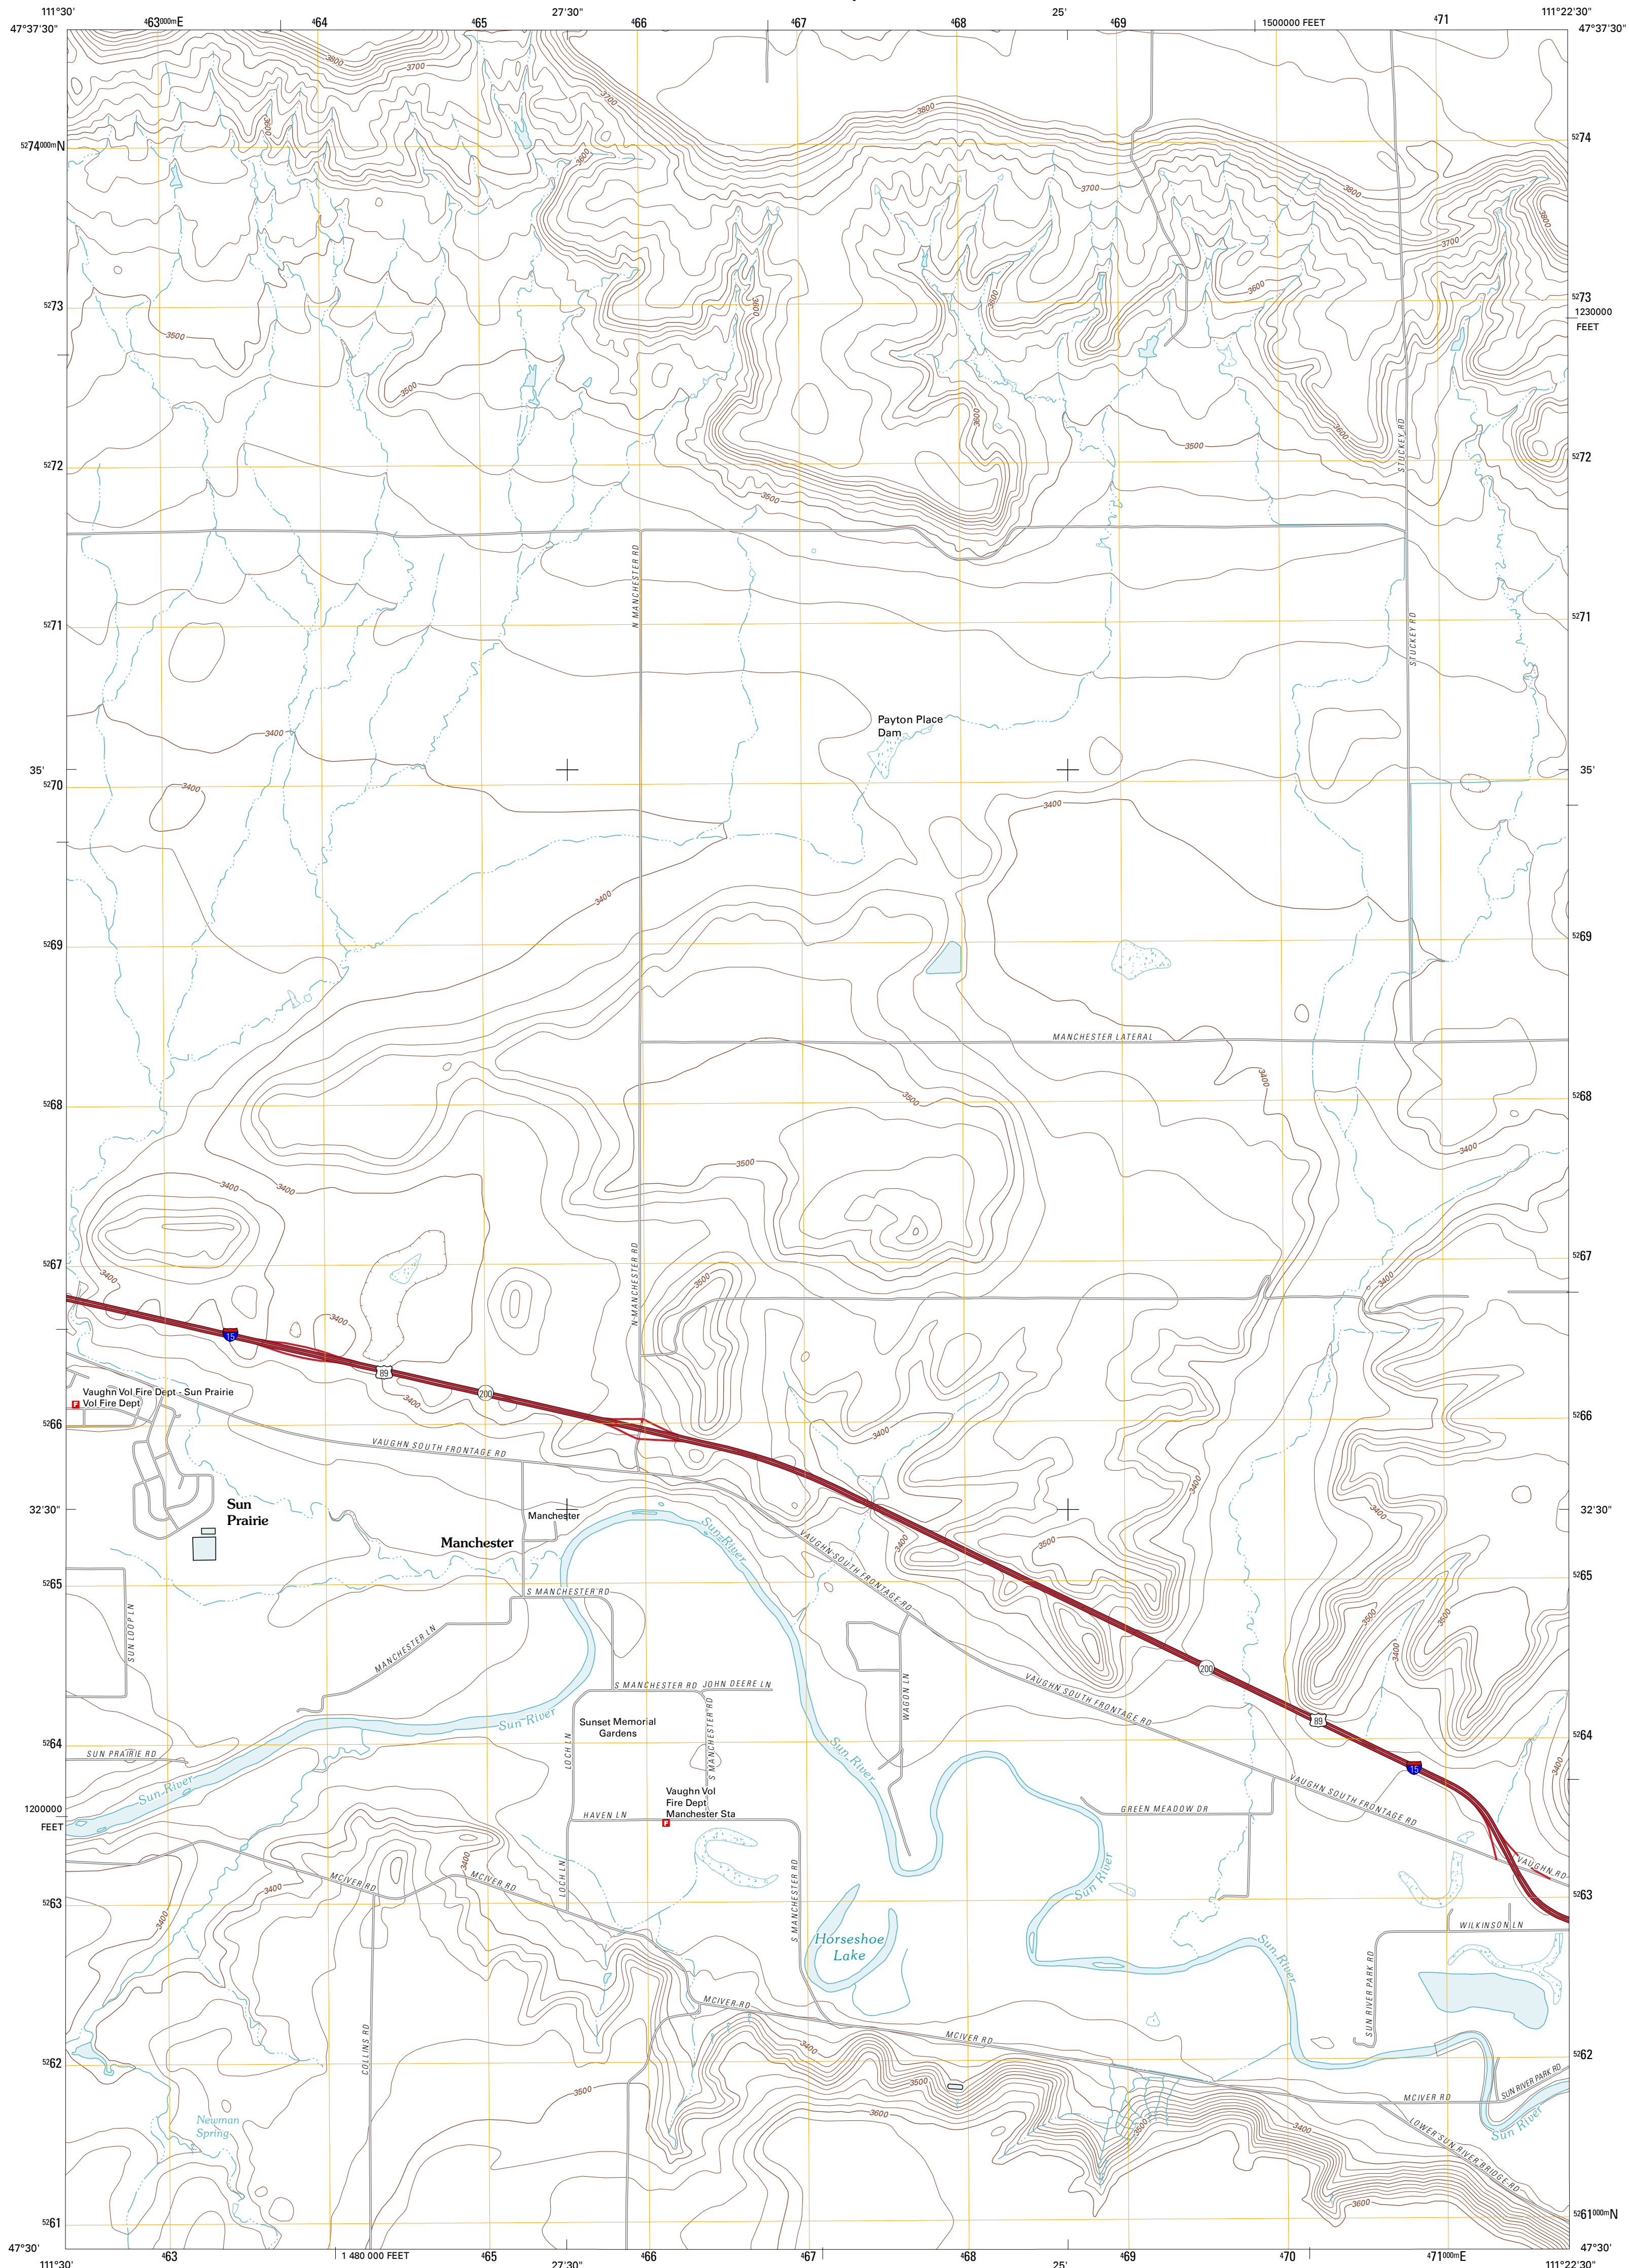 111°30'
463000mE
464
465
27'30"
466
467
468
25'
469
1500000 FEET
471
111°22'30"
47°37'30"
47°37'30"
3800
3700
3700
3800
3600
3600
5274000mN
5274
3700
3800
3800
3700
3600
3600
3600
5273
5273
1230000
FEET
3500
3500
3600
3600
3500
STUCKEY RD
5272
5272
3500
N MANCHESTER RD
STUCKEY RD
5271
5271
Payton Place
Dam
3400
35'
35'
5270
5270
3400
3400
3400
5269
5269
MANCHESTER LATERAL
3400
3500
5268
5268
3400
3500
3400
3400
N MANCHESTER RD
5267
5267
3400
3500
3400
3400
15
89
200
Vaughn Vol Fire Dept - Sun Prairie
Vol Fire Dept
F
3400
5266
5266
3400
VAUGHN SOUTH FRONTAGE RD
3400
3400
32'30"
32'30"
Sun
Prairie
Manchester
Manchester
Sun River
VAUGHN SOUTH FRONTAGE RD
3400
3500
5265
5265
S MANCHESTER RD
SUN LOOP LN
MANCHESTER LN
3500
3500
3400
200
S MANCHESTER RD
JOHN DEERE LN
WAGON LN
VAUGHN SOUTH FRONTAGE RD
89
Sun River
Sunset Memorial
Gardens
LOCH LN
S MANCHESTER RD
Sun River
5264
5264
SUN PRAIRIE RD
15
3400
Sun River
Vaughn Vol
Fire Dept
Manchester Sta
F
HAVEN LN
VAUGHN SOUTH FRONTAGE RD
GREEN MEADOW DR
1200000
FEET
VAUGHN RD
3400
MCIVER RD
MCIVER RD
LOCH LN
S MANCHESTER RD
Sun River
3400
5263
5263
3400
WILKINSON LN
Horseshoe
Lake
Sun River
SUN RIVER PARK RD
MCIVER RD
MCIVER RD
COLLINS RD
3400
5262
5262
SUN RIVER PARK RD
MCIVER RD
3500
3500
3600
3500
3400
LOWER SUN RIVER BRIDGE RD
Sun River
Newman
Spring
3600
5261
5261000mN
47°30'
47°30'
111°30'
463
1 480 000 FEET
465
27'30"
466
467
468
25'
469
470
471000mE
111°22'30"